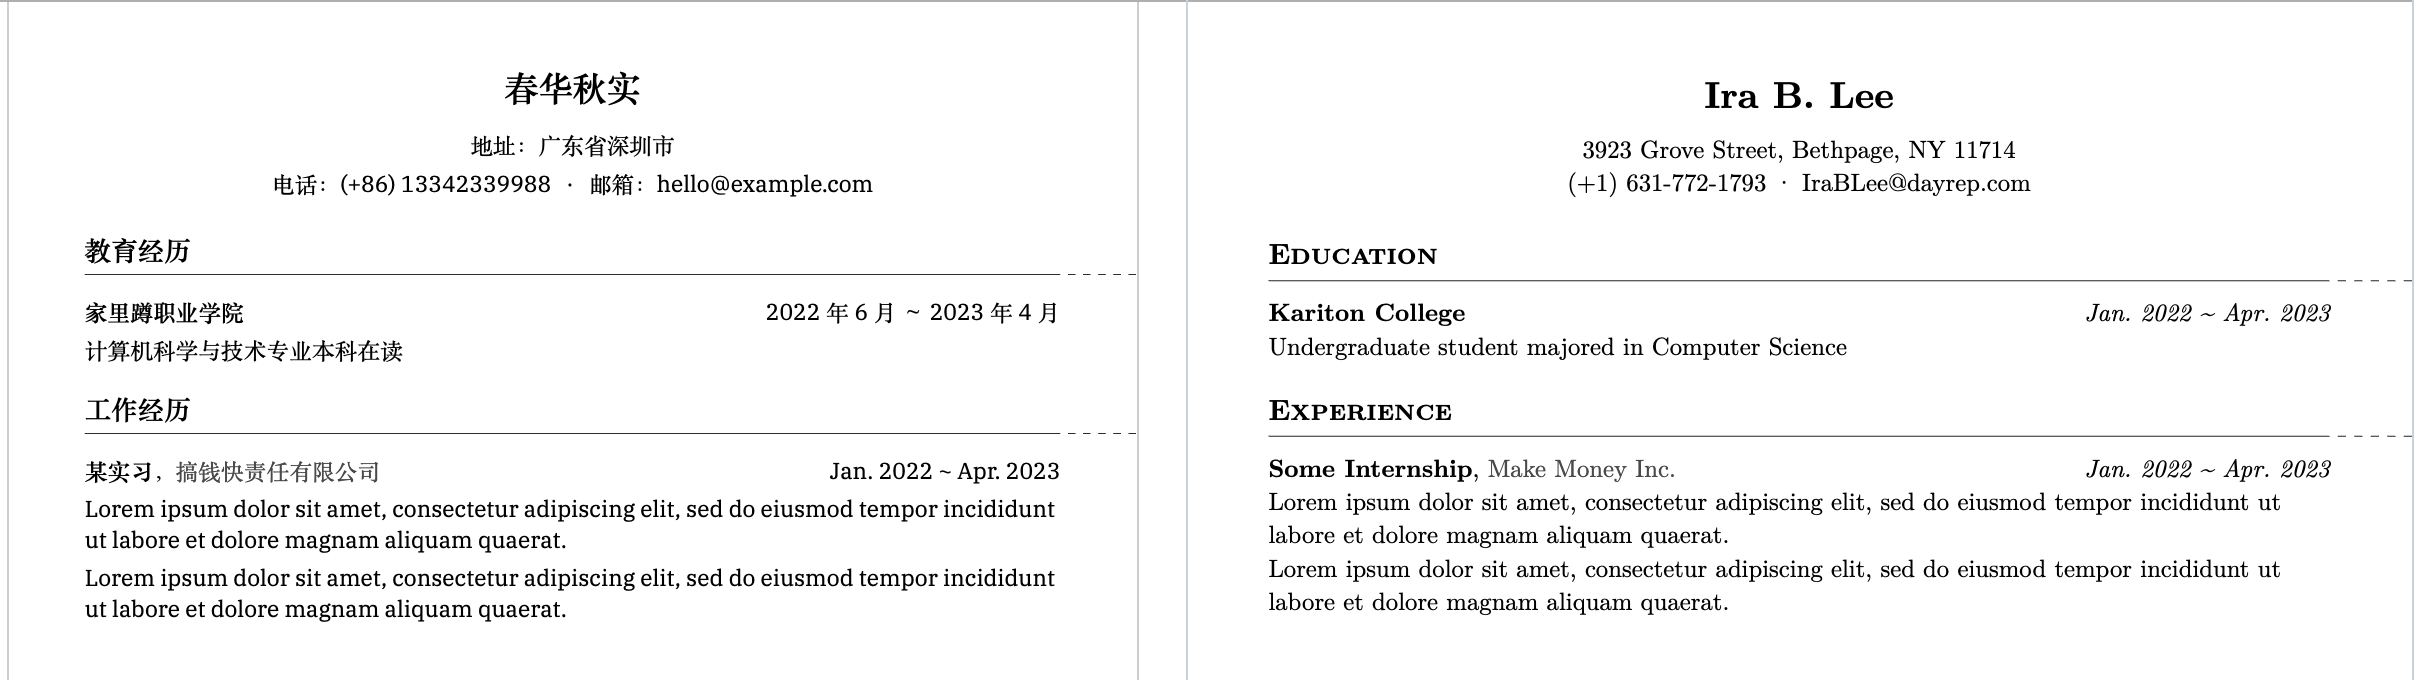 春华秋实
地址：广东省深圳市
电话：(+86) 13342339988 · 邮箱：hello@example.com
教育经历
家里蹲职业学院 2022 年 6 月 ~ 2023 年 4 月
计算机科学与技术专业本科在读
工作经历
某实习，搞钱快责任有限公司 Jan. 2022 ~ Apr. 2023
Lorem ipsum dolor sit amet, consectetur adipiscing elit, sed do eiusmod tempor incididunt
ut labore et dolore magnam aliquam quaerat.
Lorem ipsum dolor sit amet, consectetur adipiscing elit, sed do eiusmod tempor incididunt
ut labore et dolore magnam aliquam quaerat.
Ira B. Lee
3923 Grove Street, Bethpage, NY 11714
(+1) 631-772-1793 · IraBLee@dayrep.com
Education
Kariton College Jan. 2022 ~ Apr. 2023
Undergraduate student majored in Computer Science
Experience
Some Internship, Make Money Inc. Jan. 2022 ~ Apr. 2023
Lorem ipsum dolor sit amet, consectetur adipiscing elit, sed do eiusmod tempor incididunt ut
labore et dolore magnam aliquam quaerat.
Lorem ipsum dolor sit amet, consectetur adipiscing elit, sed do eiusmod tempor incididunt ut
labore et dolore magnam aliquam quaerat.